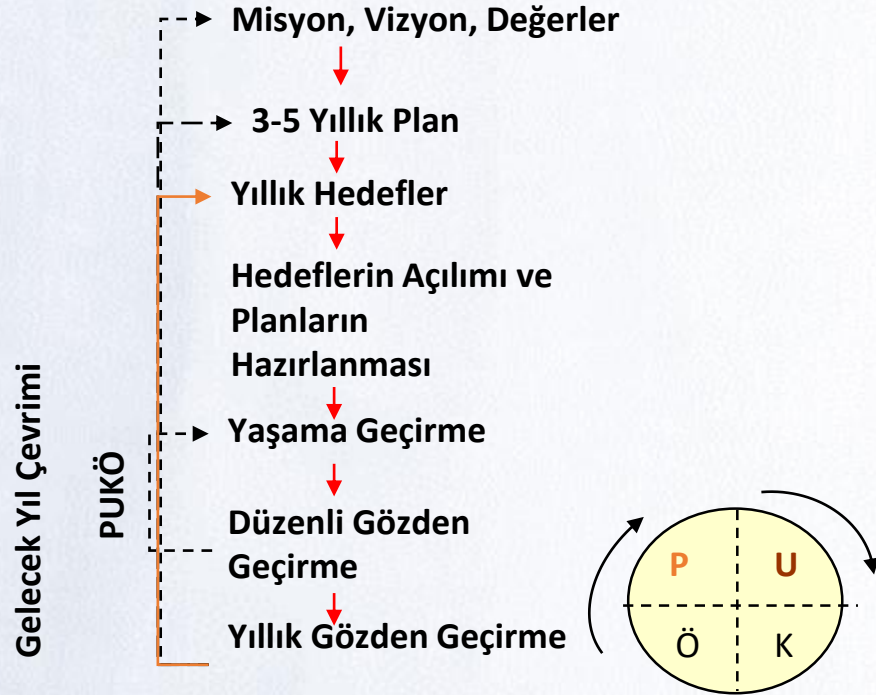 Misyon, Vizyon, Değerler
3-5 Yıllık Plan
Yıllık Hedefler
Hedeflerin Açılımı ve
Planların
Hazırlanması
Yaşama Geçirme
Düzenli Gözden
Geçirme
Yıllık Gözden Geçirme
Gelecek Yıl Çevrimi
PUKÖ
P U
Ö K